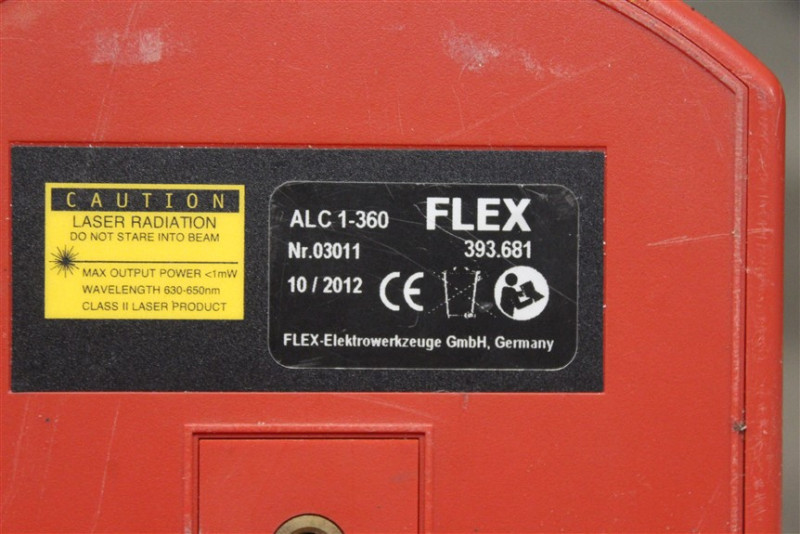 CAUTION
LASER RADIATION
DO NOT STARE INTO BEAM
MAX OUTPUT POWER <1mW
WAVELENGTH 630-650nm
CLASS II LASER PRODUCT
ALC 1-360 FLEX
Nr.03011 393.681
10 / 2012 CE
FLEX-Elektrowerkzeuge GmbH, Germany